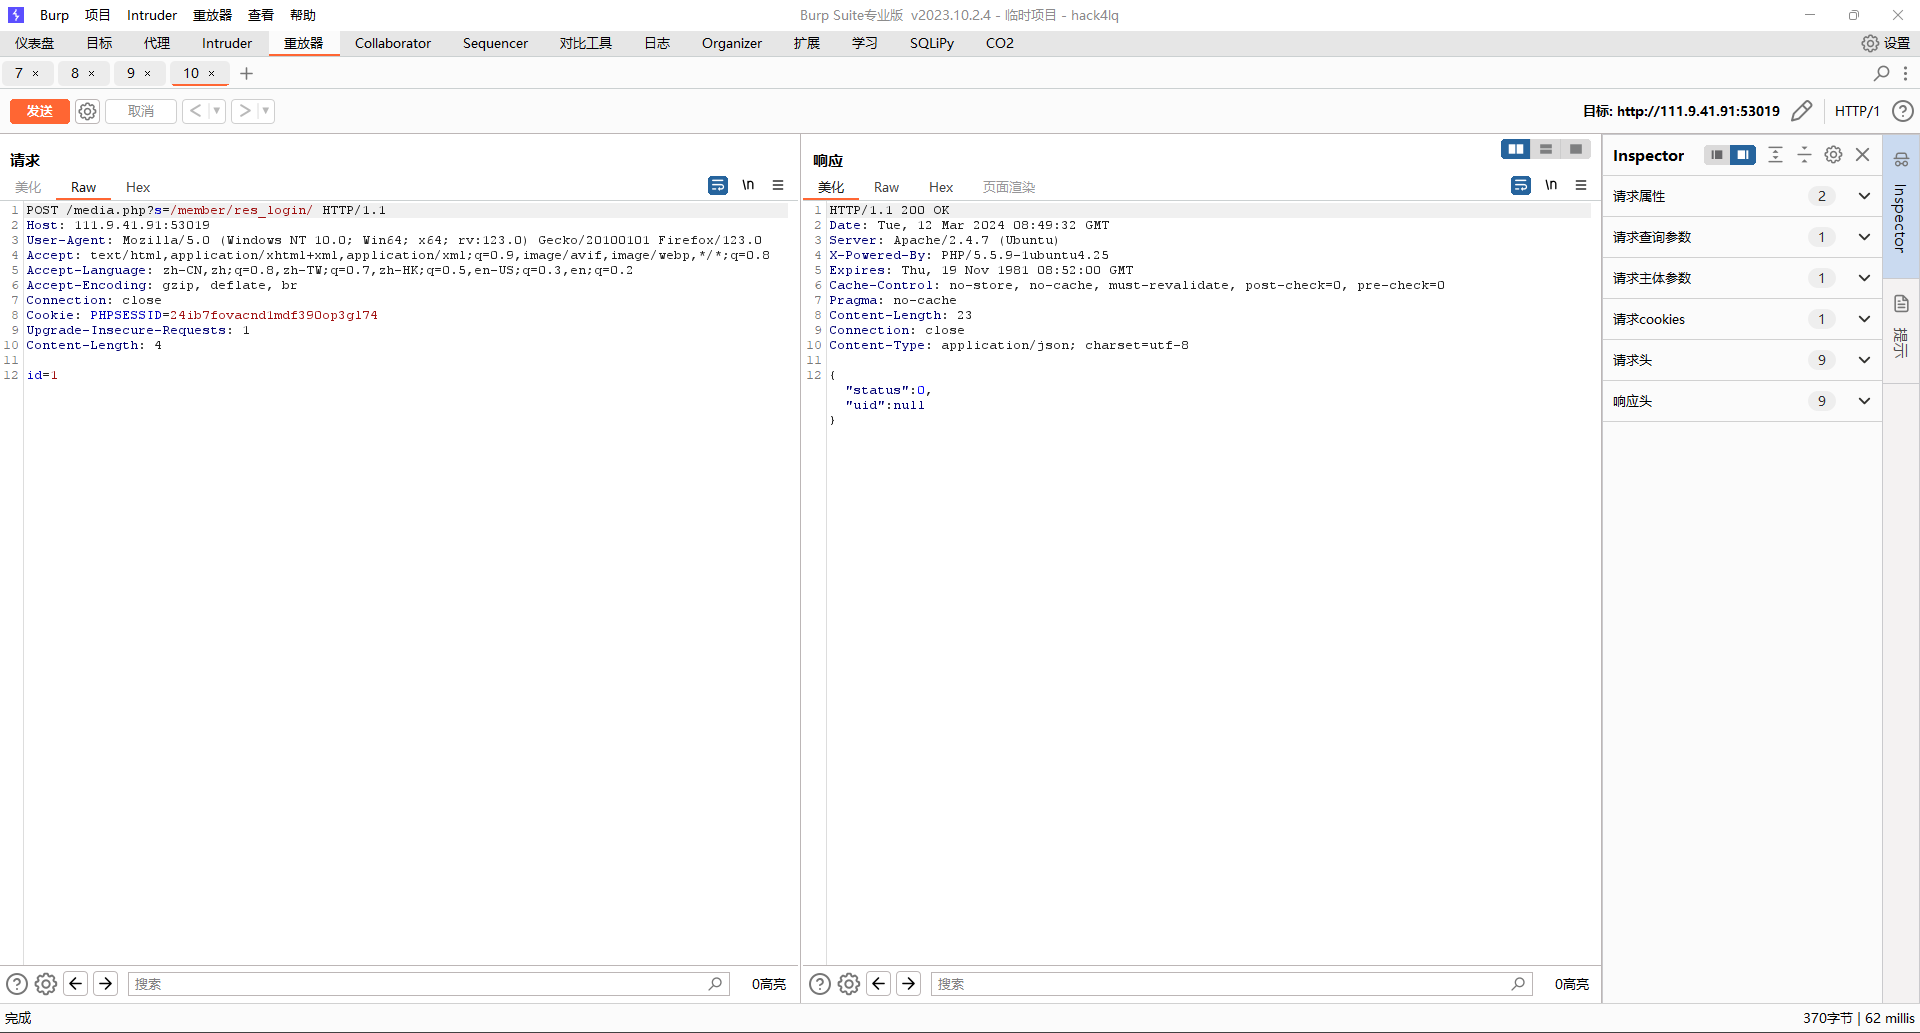 Burp 项目 Intruder 重放器 查看 帮助 Burp Suite专业版 v2023.10.2.4 - 临时项目 - hack4lq
仪表盘 目标 代理 Intruder 重放器 Collaborator Sequencer 对比工具 日志 Organizer 扩展 学习 SQLiPy CO2 设置
7 × 8 × 9 × 10 × +
发送 取消 < > 目标: http://111.9.41.91:53019 HTTP/1
请求
美化 Raw Hex \n
1 POST /media.php?s=/member/res_login/ HTTP/1.1
2 Host: 111.9.41.91:53019
3 User-Agent: Mozilla/5.0 (Windows NT 10.0; Win64; x64; rv:123.0) Gecko/20100101 Firefox/123.0
4 Accept: text/html,application/xhtml+xml,application/xml;q=0.9,image/avif,image/webp,*/*;q=0.8
5 Accept-Language: zh-CN,zh;q=0.8,zh-TW;q=0.7,zh-HK;q=0.5,en-US;q=0.3,en;q=0.2
6 Accept-Encoding: gzip, deflate, br
7 Connection: close
8 Cookie: PHPSESSID=24ib7fovacnd1mdf390op3gl74
9 Upgrade-Insecure-Requests: 1
10 Content-Length: 4
11
12 id=1
响应
美化 Raw Hex 页面渲染 \n
1 HTTP/1.1 200 OK
2 Date: Tue, 12 Mar 2024 08:49:32 GMT
3 Server: Apache/2.4.7 (Ubuntu)
4 X-Powered-By: PHP/5.5.9-1ubuntu4.25
5 Expires: Thu, 19 Nov 1981 08:52:00 GMT
6 Cache-Control: no-store, no-cache, must-revalidate, post-check=0, pre-check=0
7 Pragma: no-cache
8 Content-Length: 23
9 Connection: close
10 Content-Type: application/json; charset=utf-8
11
12 {
"status":0,
"uid":null
}
Inspector
请求属性 2
请求查询参数 1
请求主体参数 1
请求cookies 1
请求头 9
响应头 9
Inspector
提示
搜索 0高亮
搜索 0高亮
完成 370字节 | 62 millis